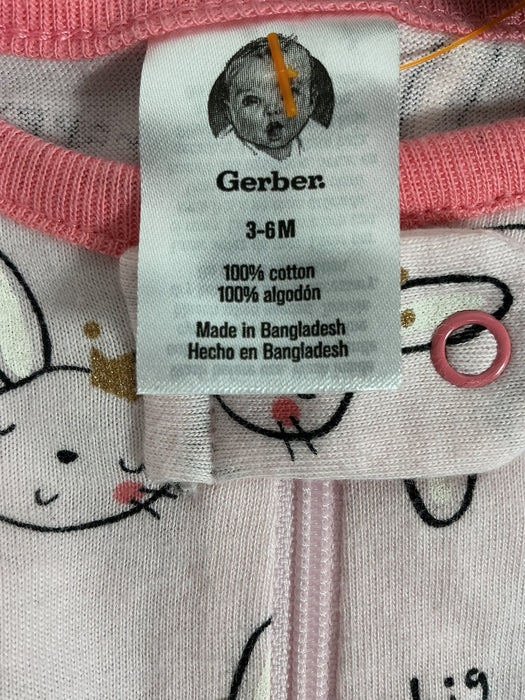 Gerber.
3-6M
100% cotton
100% algodón
Made in Bangladesh
Hecho en Bangladesh